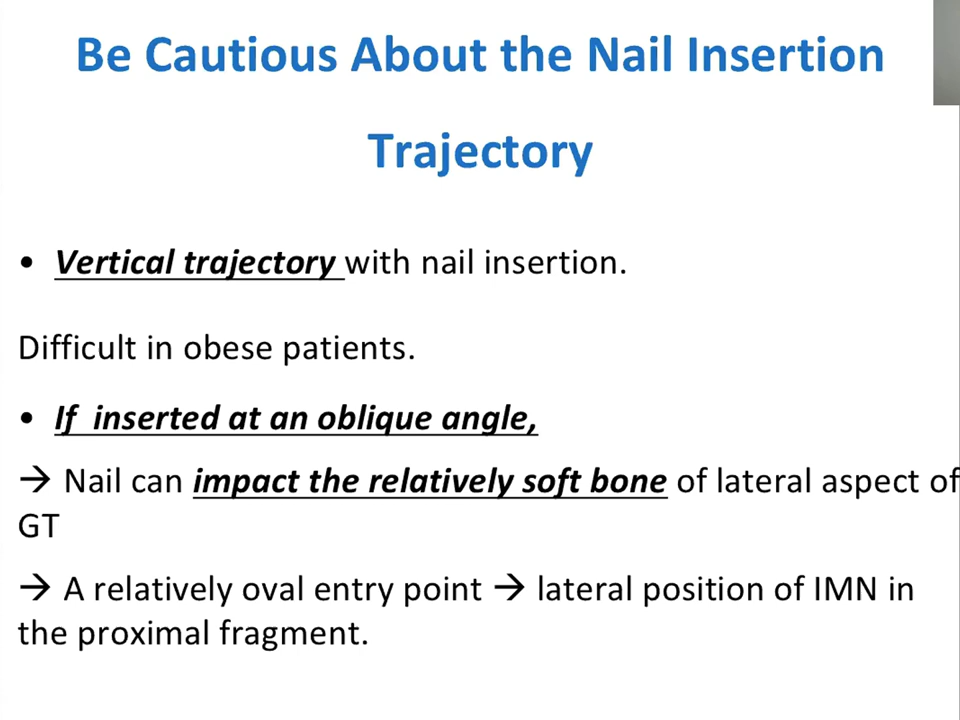 Be Cautious About the Nail Insertion
Trajectory
• Vertical trajectory with nail insertion.
Difficult in obese patients.
• If inserted at an oblique angle,
→ Nail can impact the relatively soft bone of lateral aspect of
GT
→ A relatively oval entry point → lateral position of IMN in
the proximal fragment.